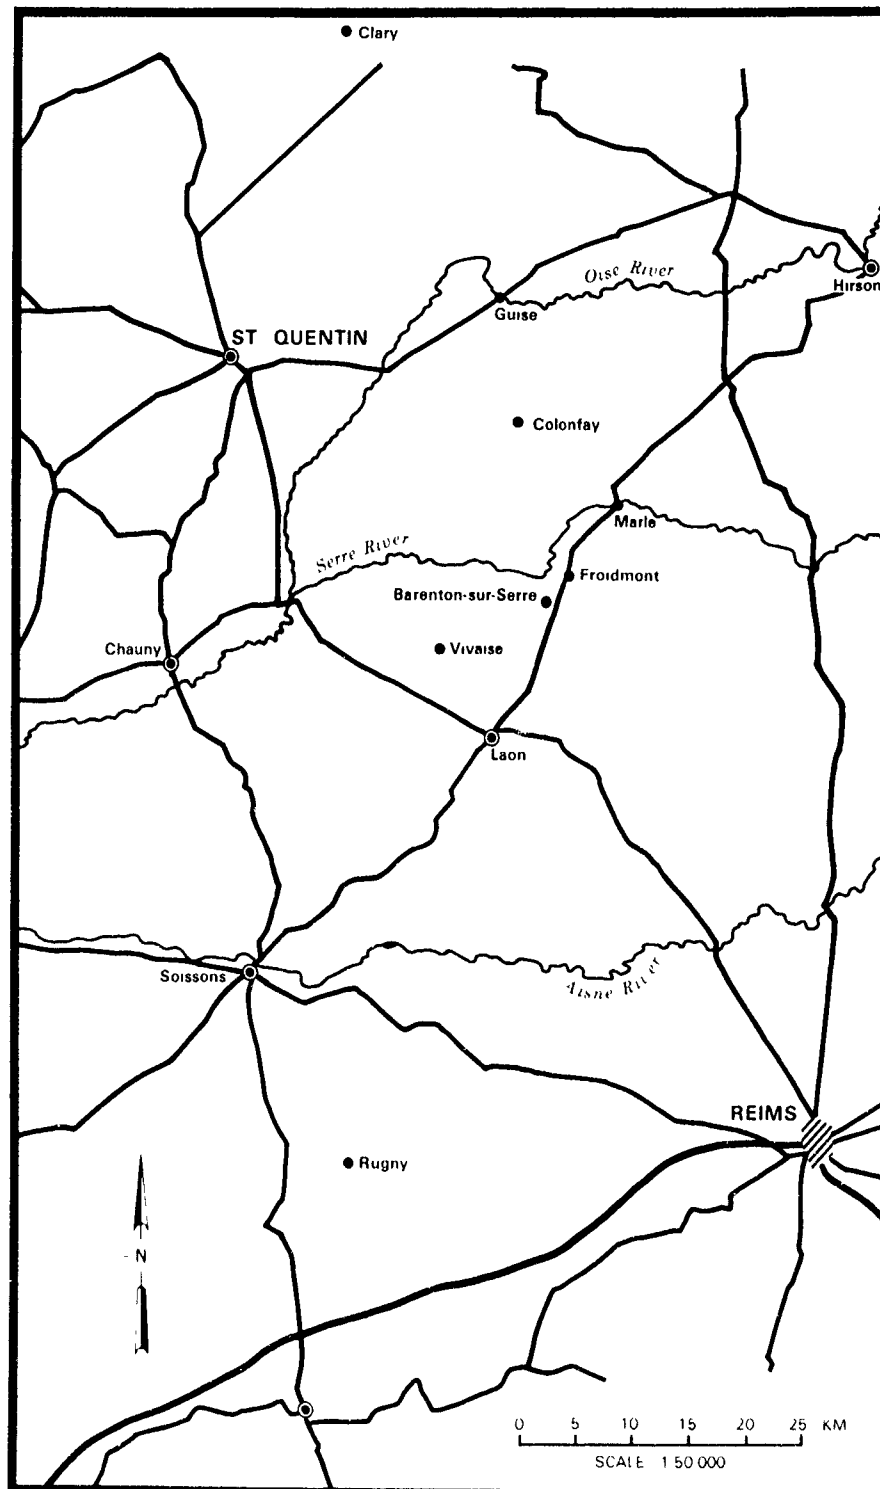 Clary
Oise River
Hirson
Guise
ST QUENTIN
Colonfay
Marle
Serre River
Froidmont
Barenton-sur-Serre
Vivaise
Chauny
Laon
Soissons
Aisne River
REIMS
Rugny
N
0 5 10 15 20 25 KM
SCALE 1 50 000